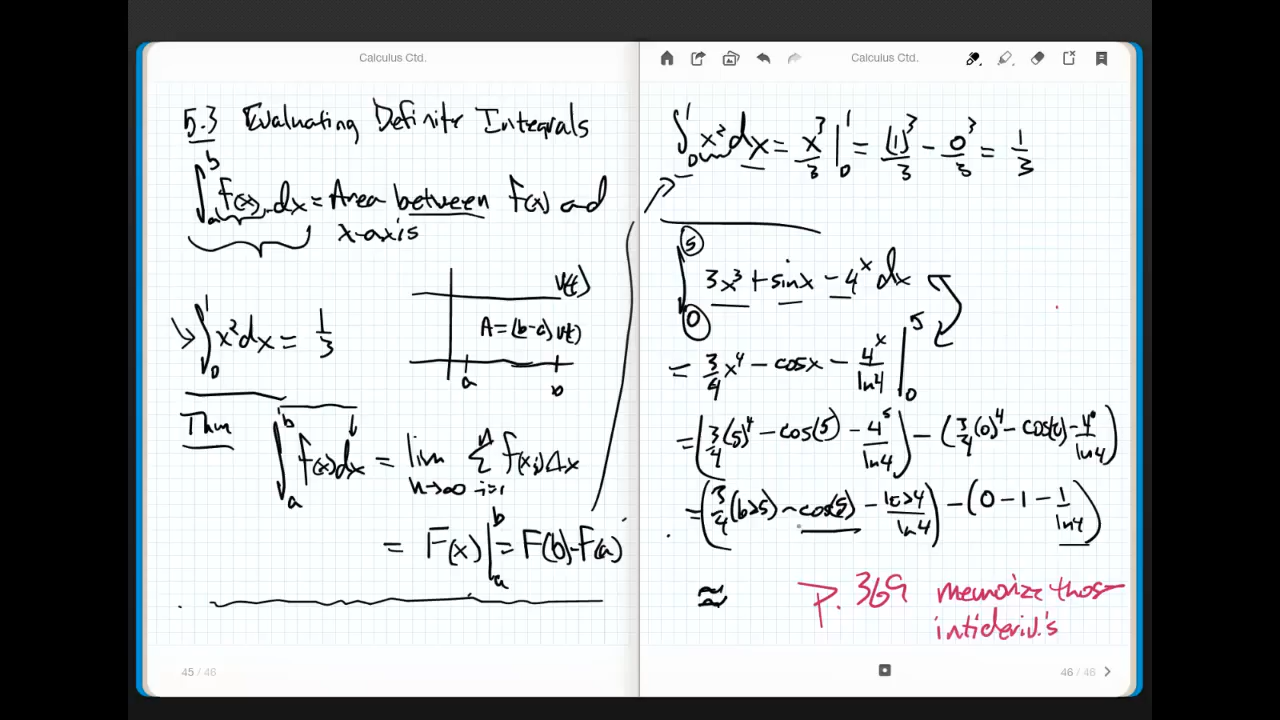 Calculus Ctd.
5.3 Evaluating Definite Integrals
∫_a^b f(x) dx = Area between f(x) and
x-axis
v(t)
A = (b-a) v(t)
a b
∫_0^1 x² dx = 1/3
Thm
∫_a^b f(x) dx = lim_{n→∞} Σ_{i=1}^n f(x_i) Δx
= F(x) |_a^b = F(b) - F(a)
45 / 46
Calculus Ctd.
∫_0^1 x² dx = x³/3 |_0^1 = (1)³/3 - 0³/3 = 1/3
∫_0^5 3x³ + sinx - 4^x dx
= 3/4 x⁴ - cosx - 4^x/ln4 |_0^5
= (3/4 (5)⁴ - cos(5) - 4⁵/ln4) - (3/4 (0)⁴ - cos(0) - 4⁰/ln4)
= (3/4 (625) - cos(5) - 1024/ln4) - (0 - 1 - 1/ln4)
≅
P. 369 memorize thos
intiderid.'s
46 / 46